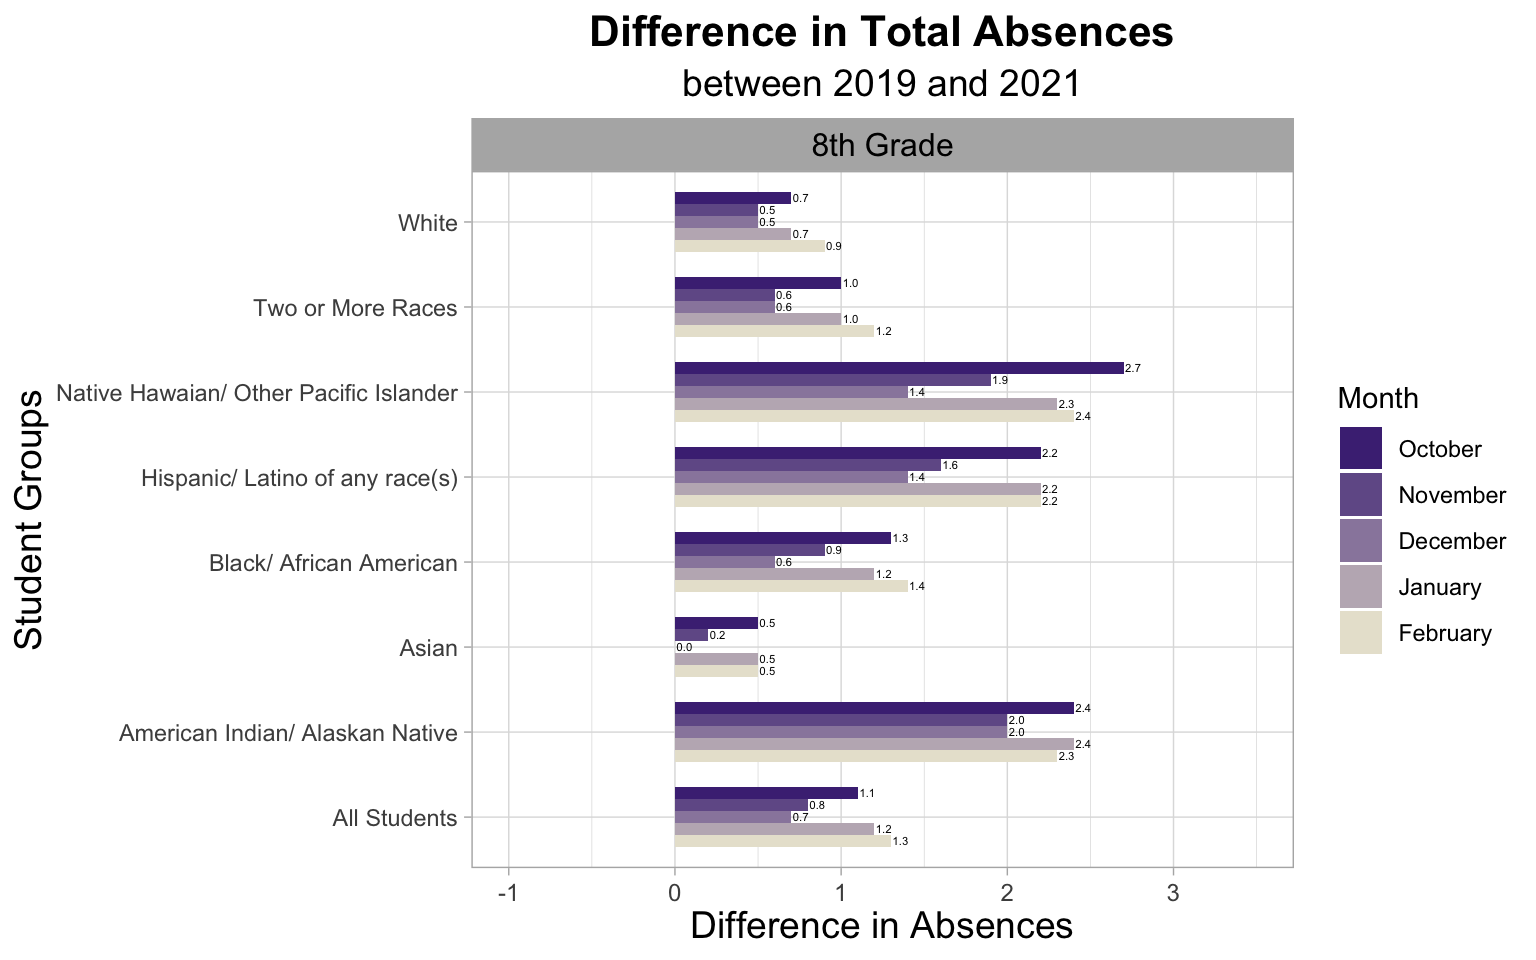 Difference in Total Absences
between 2019 and 2021
8th Grade
Student Groups
White
0.7
0.5
0.5
0.7
0.9
Two or More Races
1.0
0.6
0.6
1.0
1.2
Native Hawaian/ Other Pacific Islander
2.7
1.9
1.4
2.3
2.4
Hispanic/ Latino of any race(s)
2.2
1.6
1.4
2.2
2.2
Black/ African American
1.3
0.9
0.6
1.2
1.4
Asian
0.5
0.2
0.0
0.5
0.5
American Indian/ Alaskan Native
2.4
2.0
2.0
2.4
2.3
All Students
1.1
0.8
0.7
1.2
1.3
-1 0 1 2 3
Difference in Absences
Month
October
November
December
January
February